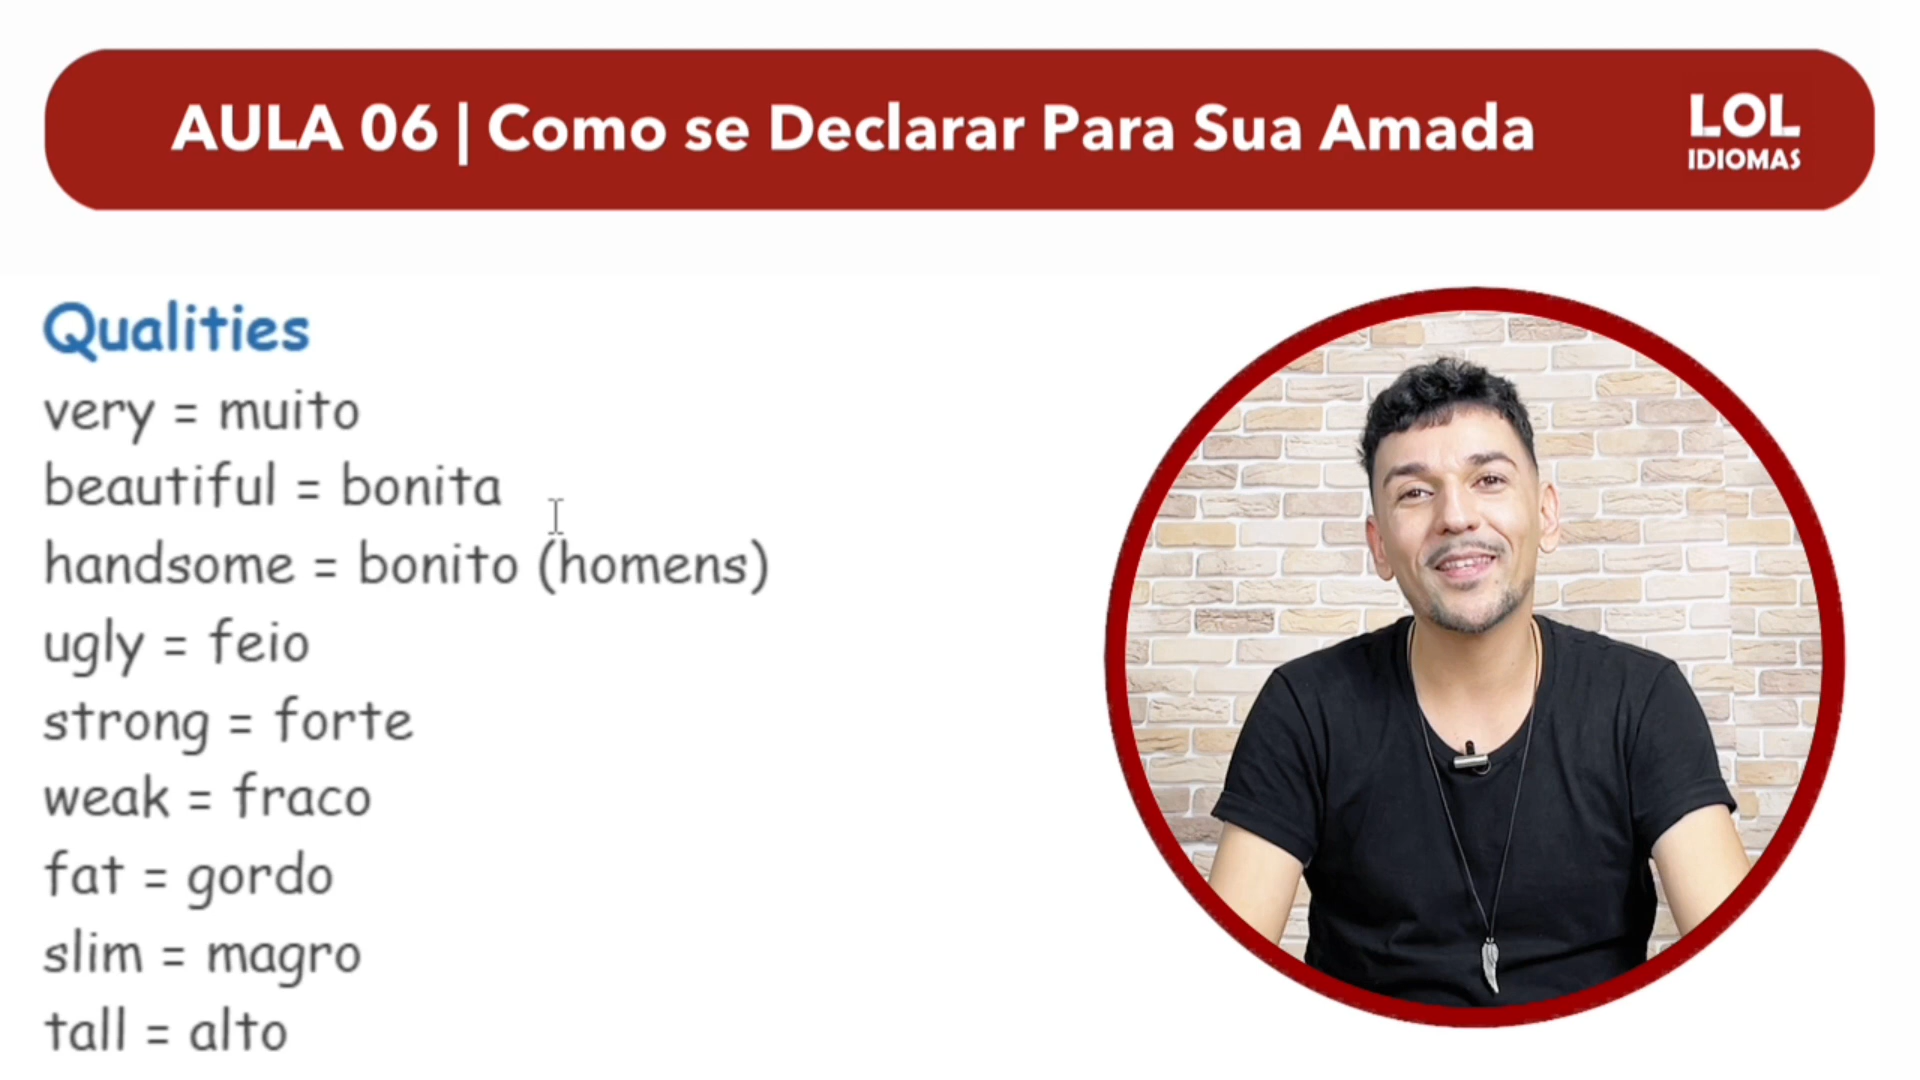 AULA 06 | Como se Declarar Para Sua Amada
LOL
IDIOMAS
Qualities
very = muito
beautiful = bonita
handsome = bonito (homens)
ugly = feio
strong = forte
weak = fraco
fat = gordo
slim = magro
tall = alto